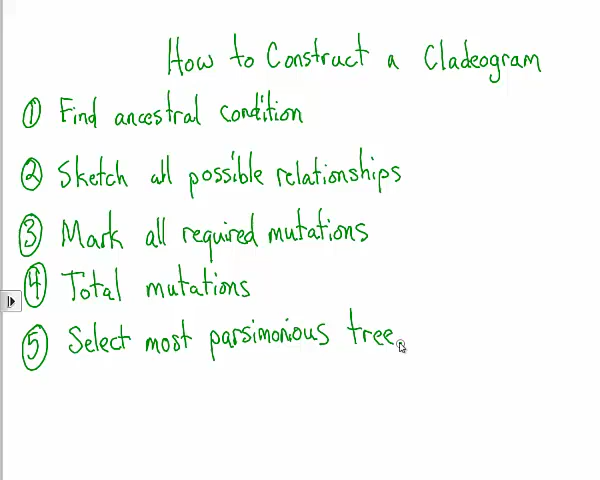 How to Construct a Cladeogram
① Find ancestral condition
② Sketch all possible relationships
③ Mark all required mutations
④ Total mutations
⑤ Select most parsimonious tree.